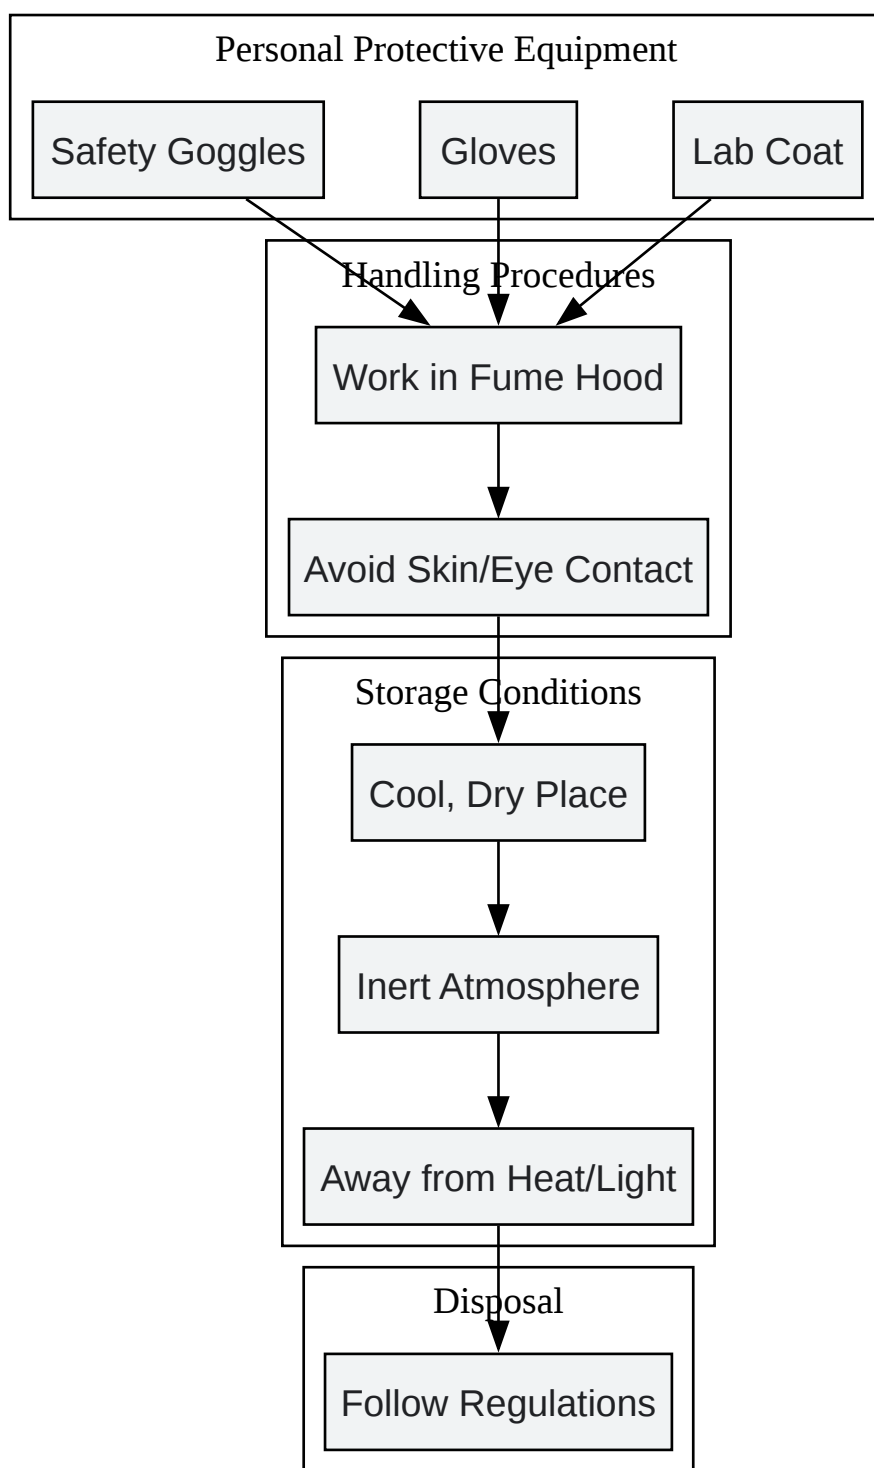 Personal Protective Equipment
Safety Goggles
Gloves
Lab Coat
Handling Procedures
Work in Fume Hood
Avoid Skin/Eye Contact
Storage Conditions
Cool, Dry Place
Inert Atmosphere
Away from Heat/Light
Disposal
Follow Regulations